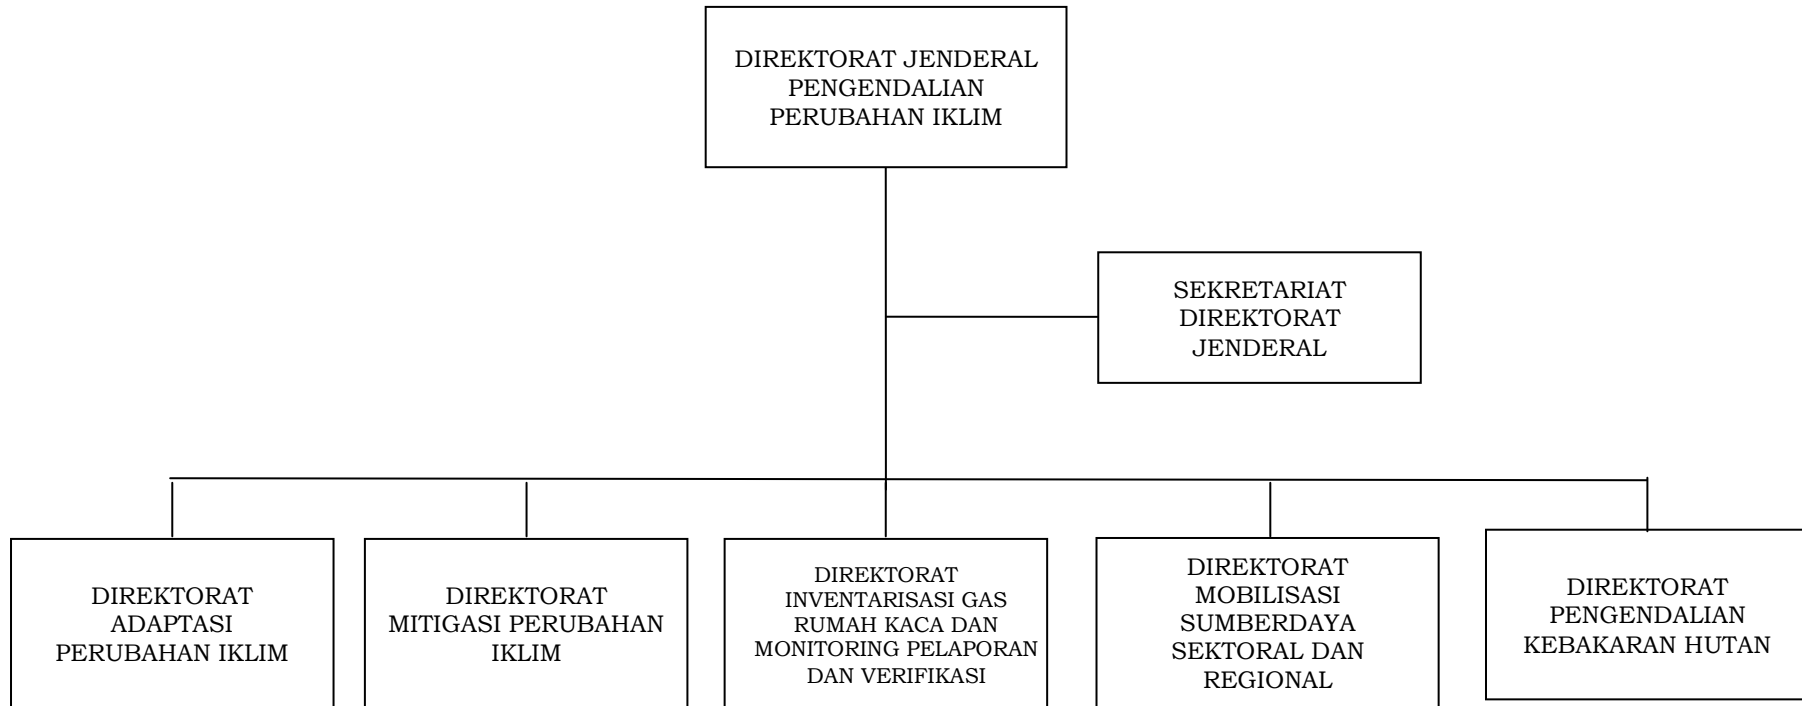 DIREKTORAT JENDERAL
PENGENDALIAN
PERUBAHAN IKLIM
SEKRETARIAT
DIREKTORAT
JENDERAL
DIREKTORAT
ADAPTASI
PERUBAHAN IKLIM
DIREKTORAT
MITIGASI PERUBAHAN
IKLIM
DIREKTORAT
INVENTARISASI GAS
RUMAH KACA DAN
MONITORING PELAPORAN
DAN VERIFIKASI
DIREKTORAT
MOBILISASI
SUMBERDAYA
SEKTORAL DAN
REGIONAL
DIREKTORAT
PENGENDALIAN
KEBAKARAN HUTAN